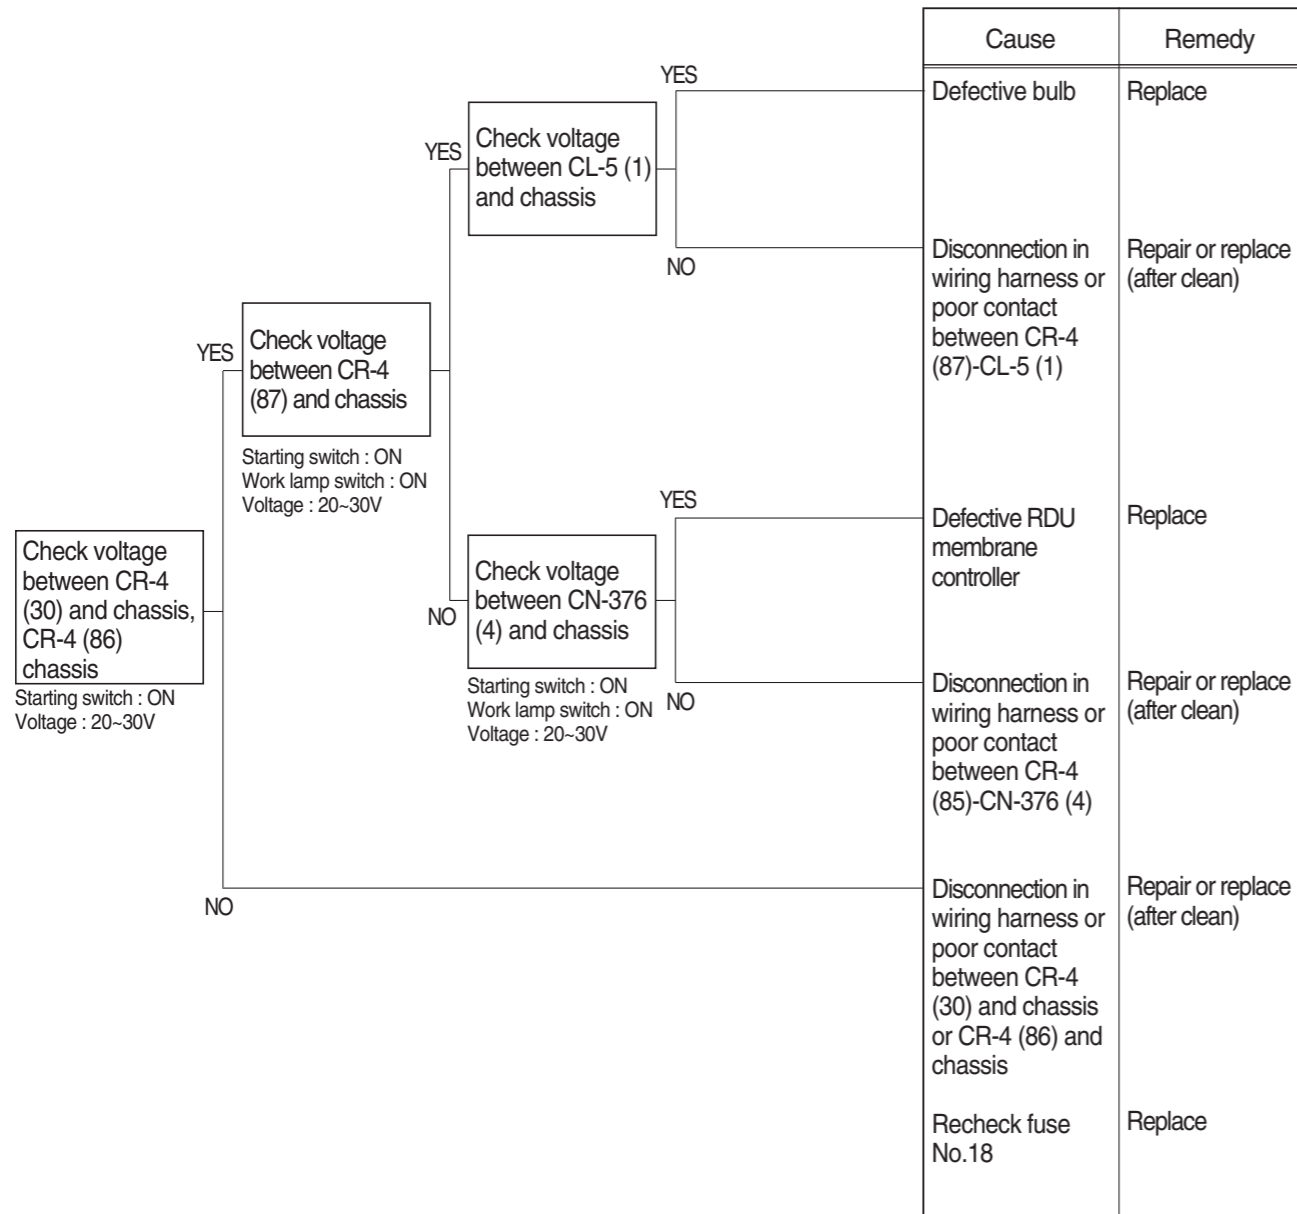 Cause
Remedy
YES
Defective bulb
Replace
Check voltage
between CL-5 (1)
and chassis
YES
NO
Disconnection in
wiring harness or
poor contact
between CR-4
(87)-CL-5 (1)
Repair or replace
(after clean)
YES
Check voltage
between CR-4
(87) and chassis
Starting switch : ON
Work lamp switch : ON
Voltage : 20~30V
YES
Defective RDU
membrane
controller
Replace
Check voltage
between CR-4
(30) and chassis,
CR-4 (86)
chassis
Starting switch : ON
Voltage : 20~30V
NO
Check voltage
between CN-376
(4) and chassis
Starting switch : ON
Work lamp switch : ON
Voltage : 20~30V
NO
Disconnection in
wiring harness or
poor contact
between CR-4
(85)-CN-376 (4)
Repair or replace
(after clean)
NO
Disconnection in
wiring harness or
poor contact
between CR-4
(30) and chassis
or CR-4 (86) and
chassis
Repair or replace
(after clean)
Recheck fuse
No.18
Replace